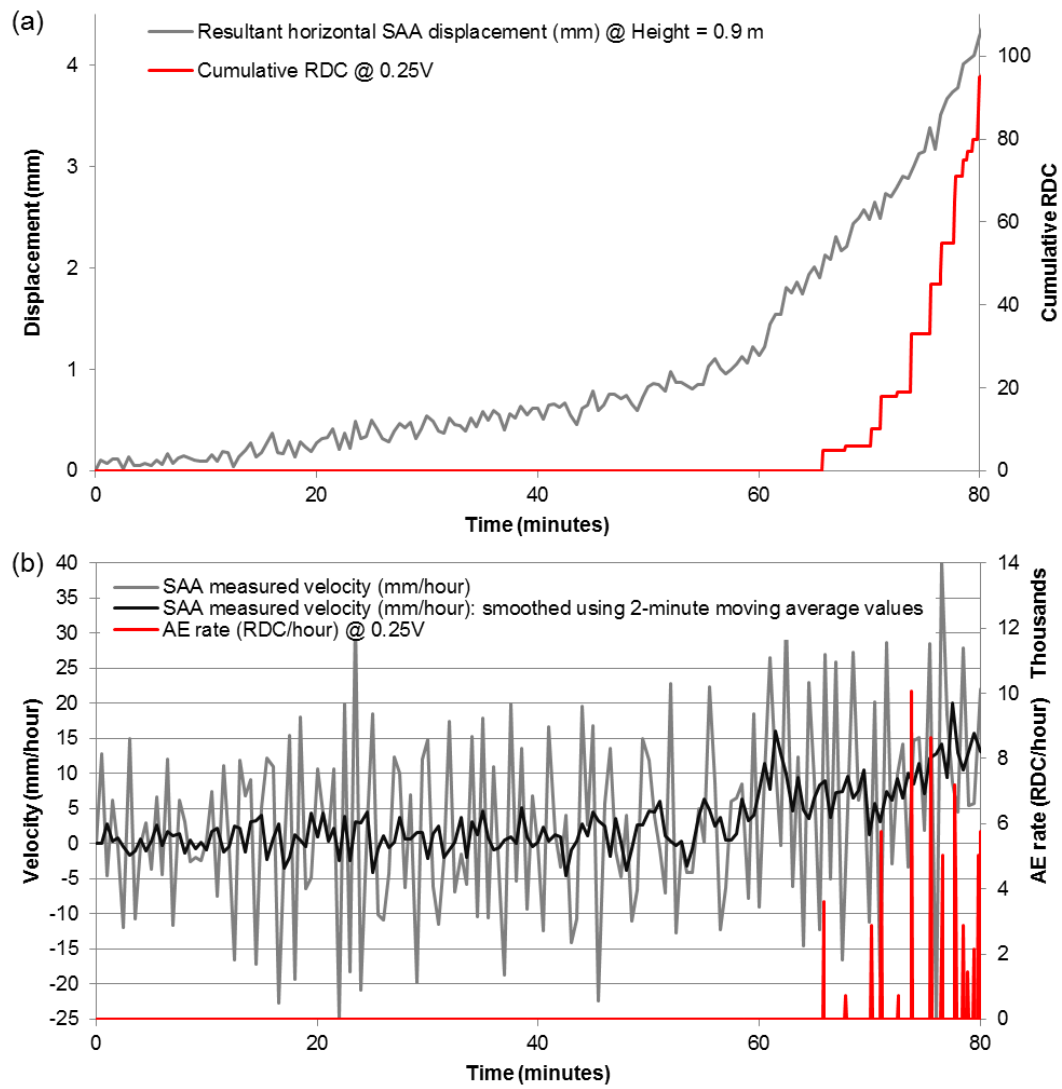 (a)
Resultant horizontal SAA displacement (mm) @ Height = 0.9 m
Cumulative RDC @ 0.25V
Displacement (mm)
4
3
2
1
0
Cumulative RDC
100
80
60
40
20
0
0 20 40 60 80
Time (minutes)
(b)
SAA measured velocity (mm/hour)
SAA measured velocity (mm/hour): smoothed using 2-minute moving average values
AE rate (RDC/hour) @ 0.25V
Velocity (mm/hour)
40
35
30
25
20
15
10
5
0
-5
-10
-15
-20
-25
AE rate (RDC/hour)
Thousands
14
12
10
8
6
4
2
0
0 20 40 60 80
Time (minutes)